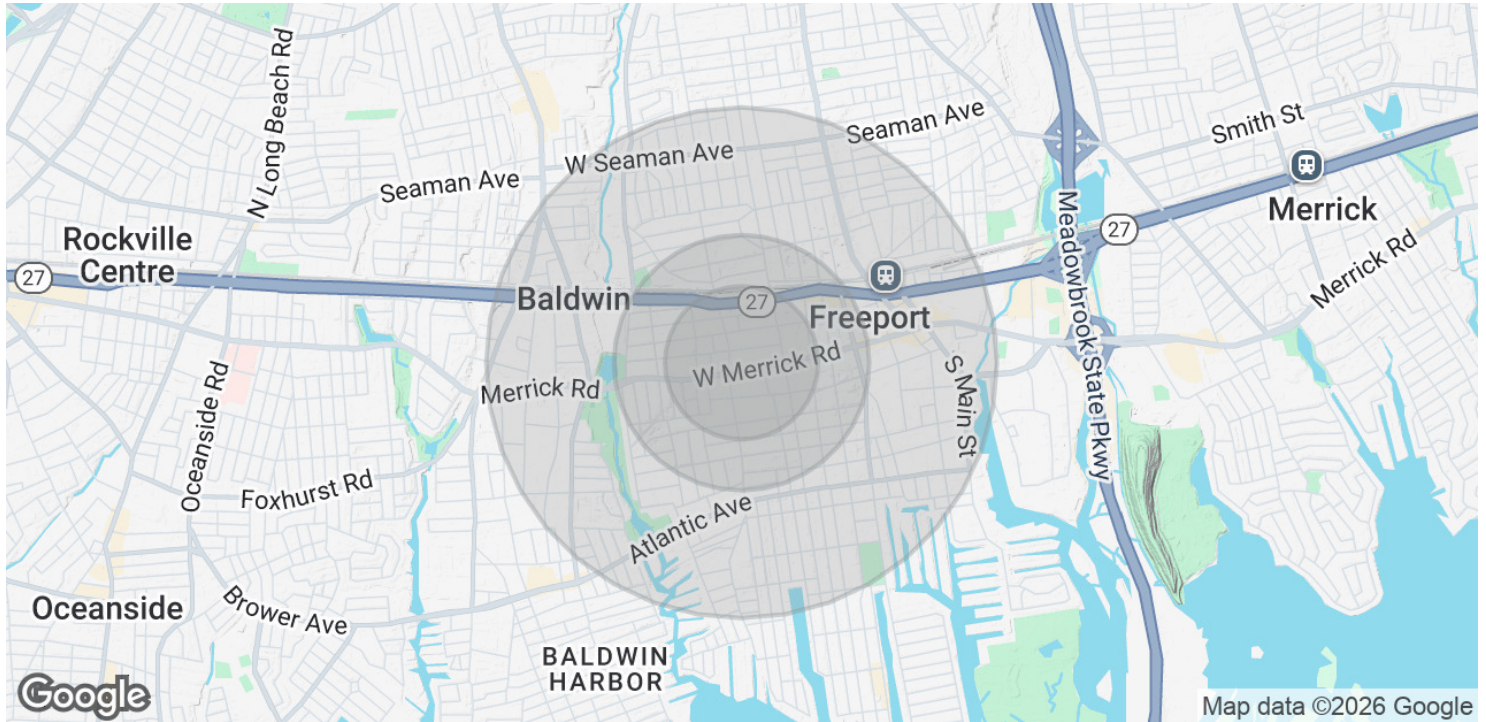 N Long Beach Rd
Seaman Ave
W Seaman Ave
Seaman Ave
Smith St
Rockville
Centre
27
Baldwin
27
Freeport
27
Merrick
Meadowbrook State Pkwy
Merrick Rd
Merrick Rd
W Merrick Rd
S Main St
Oceanside Rd
Foxhurst Rd
Atlantic Ave
Oceanside
Brower Ave
BALDWIN
HARBOR
Google
Map data ©2026 Google